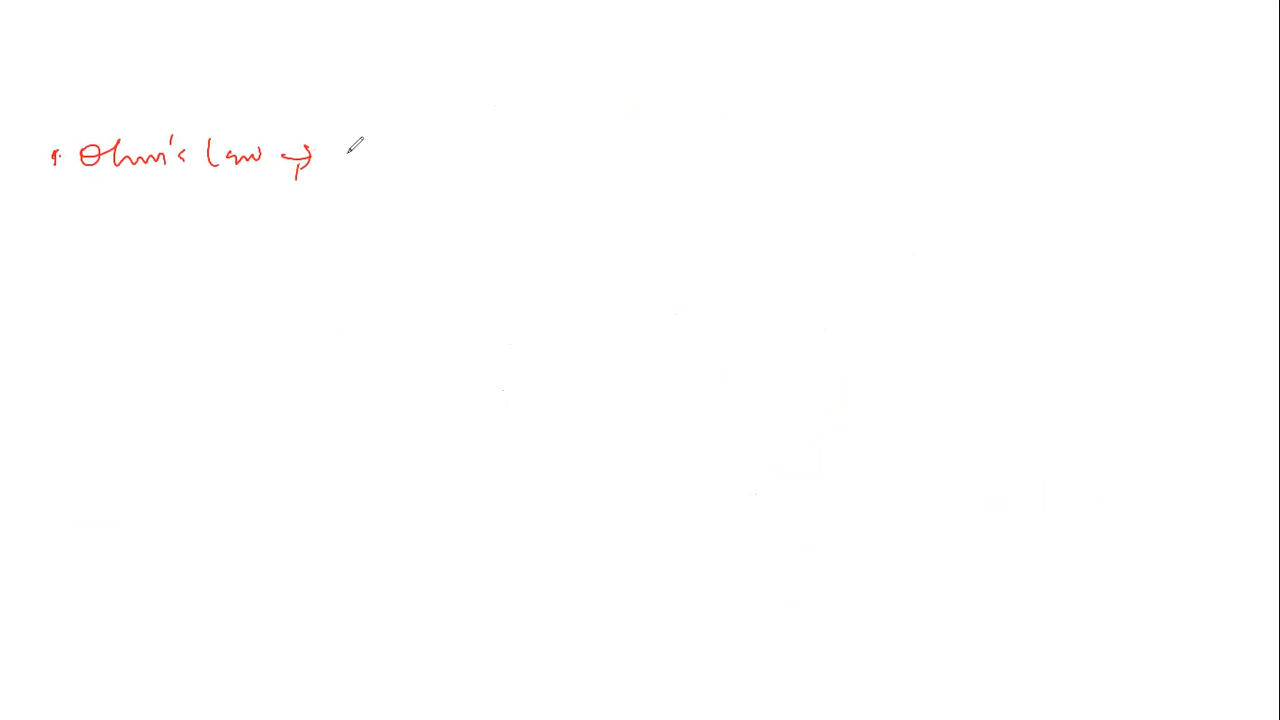 • Ohm's law →